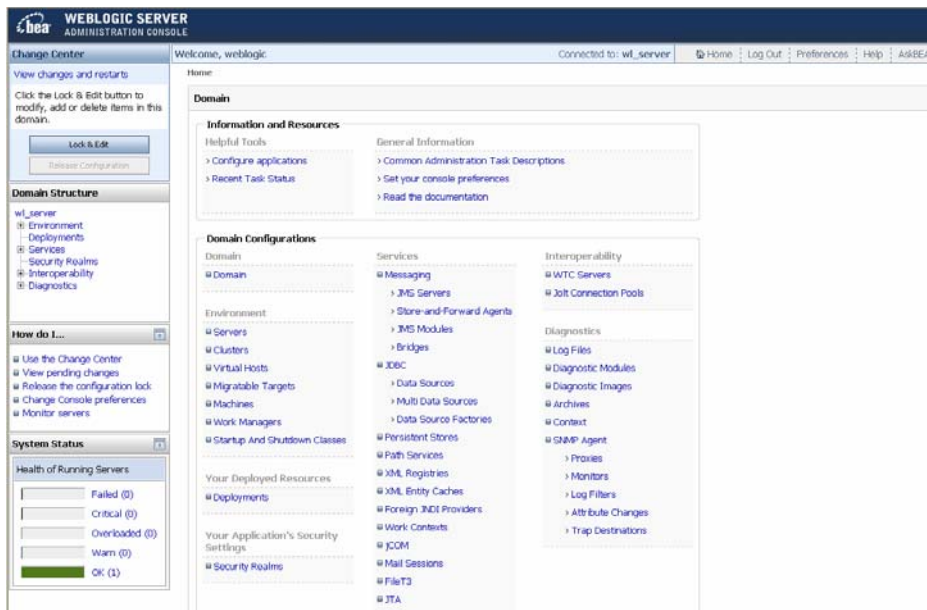 bea
WEBLOGIC SERVER
ADMINISTRATION CONSOLE
Change Center
View changes and restarts
Click the Lock & Edit button to
modify, add or delete items in this
domain.
Lock & Edit
Release Configuration
Domain Structure
wl_server
Environment
Deployments
Services
Security Realms
Interoperability
Diagnostics
How do I...
Use the Change Center
View pending changes
Release the configuration lock
Change Console preferences
Monitor servers
System Status
Health of Running Servers
Failed (0)
Critical (0)
Overloaded (0)
Warn (0)
OK (1)
Welcome, weblogic
Connected to: wl_server
Home
Log Out
Preferences
Help
AskBEA
Home
Domain
Information and Resources
Helpful Tools
› Configure applications
› Recent Task Status
General Information
› Common Administration Task Descriptions
› Set your console preferences
› Read the documentation
Domain Configurations
Domain
Domain
Environment
Servers
Clusters
Virtual Hosts
Migratable Targets
Machines
Work Managers
Startup And Shutdown Classes
Your Deployed Resources
Deployments
Your Application's Security
Settings
Security Realms
Services
Messaging
› JMS Servers
› Store-and-Forward Agents
› JMS Modules
› Bridges
JDBC
› Data Sources
› Multi Data Sources
› Data Source Factories
Persistent Stores
Path Services
XML Registries
XML Entity Caches
Foreign JNDI Providers
Work Contexts
jCOM
Mail Sessions
FileT3
JTA
Interoperability
WTC Servers
Jolt Connection Pools
Diagnostics
Log Files
Diagnostic Modules
Diagnostic Images
Archives
Context
SNMP Agent
› Proxies
› Monitors
› Log Filters
› Attribute Changes
› Trap Destinations